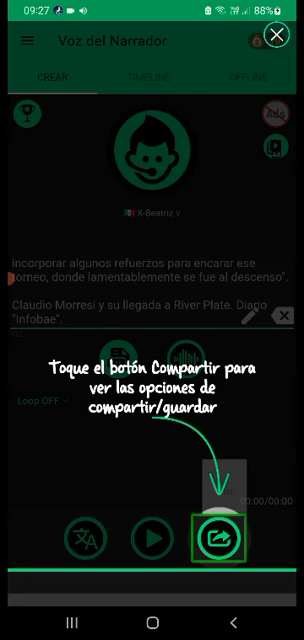 09:27
88%
Voz del Narrador
CREAR
TIMELINE
OFFLINE
Ads
Ad
X-Beatriz
incorporar algunos refuerzos para encarar ese
torneo, donde lamentablemente se fue al descenso".
Claudio Morresi y su llegada a River Plate. Diario
"Infobae".
Toque el botón Compartir para
ver las opciones de
compartir/guardar
Loop OFF
00:00/00:00